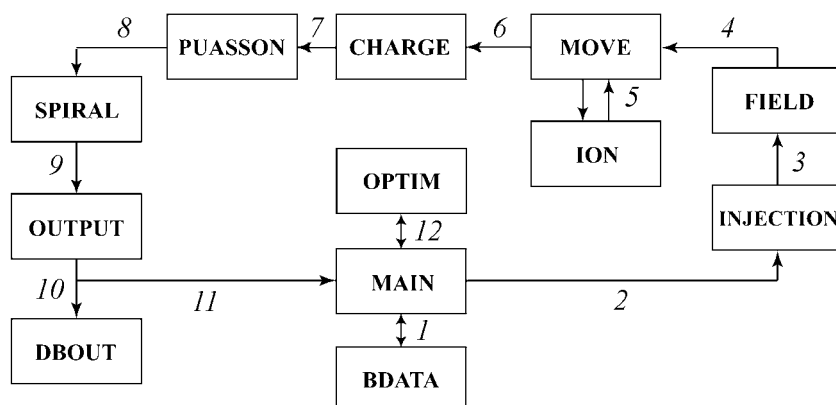 8
PUASSON
7
CHARGE
6
MOVE
4
SPIRAL
5
FIELD
9
ION
3
OPTIM
OUTPUT
12
INJECTION
10
11
MAIN
2
DBOUT
1
BDATA